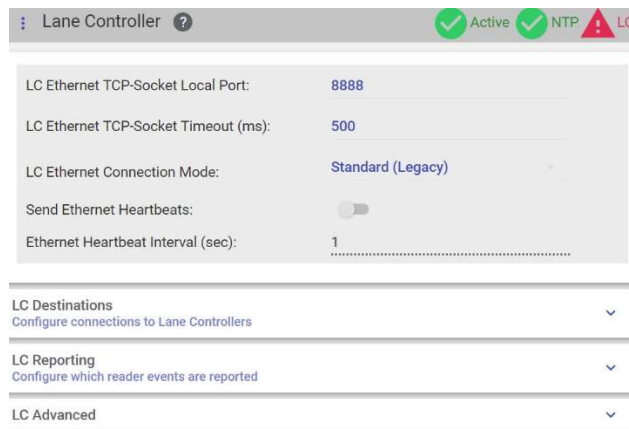 Lane Controller ?
Active NTP LC
LC Ethernet TCP-Socket Local Port: 8888
LC Ethernet TCP-Socket Timeout (ms): 500
LC Ethernet Connection Mode: Standard (Legacy)
Send Ethernet Heartbeats:
Ethernet Heartbeat Interval (sec): 1
LC Destinations
Configure connections to Lane Controllers
LC Reporting
Configure which reader events are reported
LC Advanced